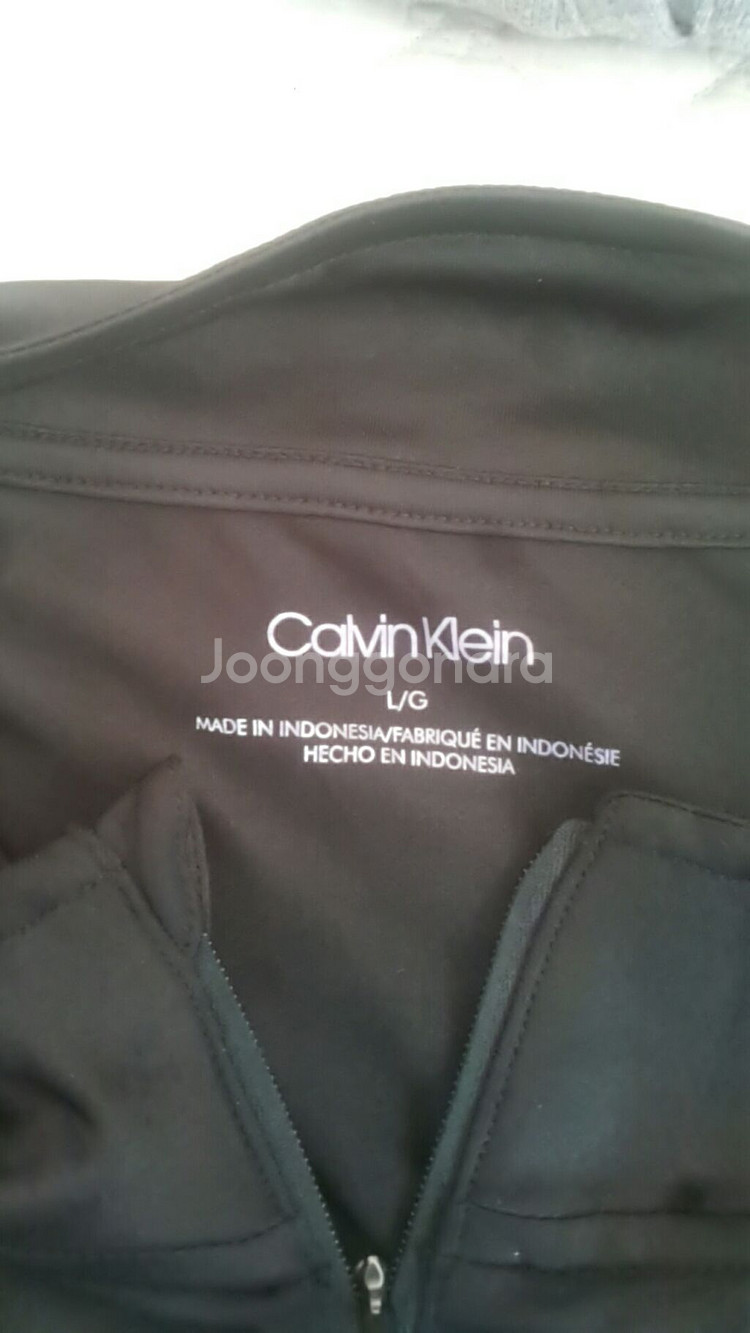 Calvin Klein
Joonggonara
L/G
MADE IN INDONESIA/FABRIQUÉ EN INDONÉSIE
HECHO EN INDONESIA